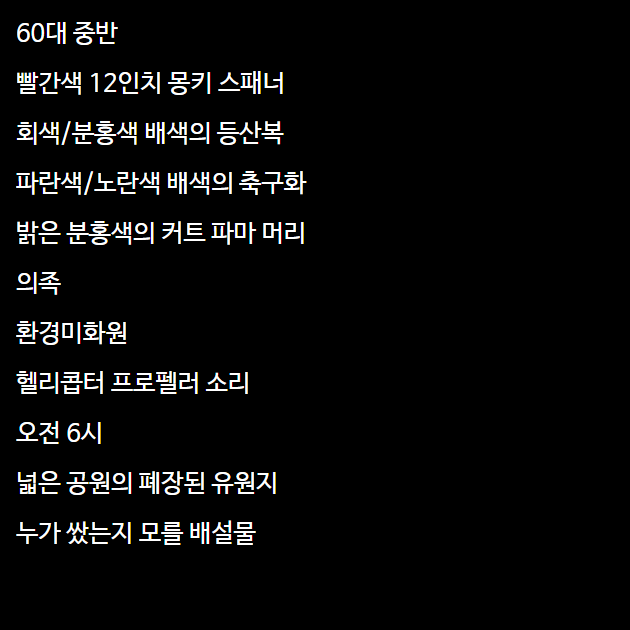 60대 중반
빨간색 12인치 몽키 스패너
회색/분홍색 배색의 등산복
파란색/노란색 배색의 축구화
밝은 분홍색의 커트 파마 머리
의족
환경미화원
헬리콥터 프로펠러 소리
오전 6시
넓은 공원의 폐장된 유원지
누가 쌌는지 모를 배설물